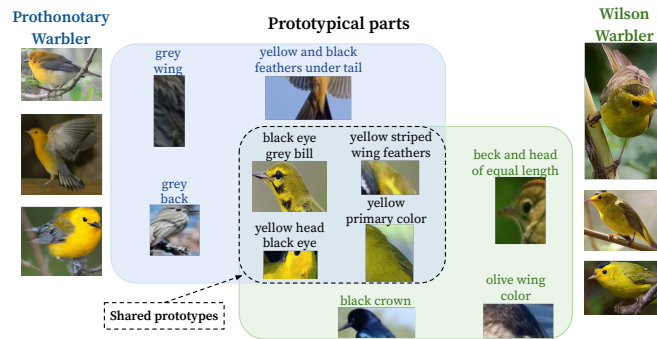 Prothonotary
Warbler
Prototypical parts
Wilson
Warbler
grey
wing
yellow and black
feathers under tail
black eye
grey bill
yellow striped
wing feathers
beck and head
of equal length
grey
back
yellow
primary color
yellow head
black eye
olive wing
color
black crown
Shared prototypes